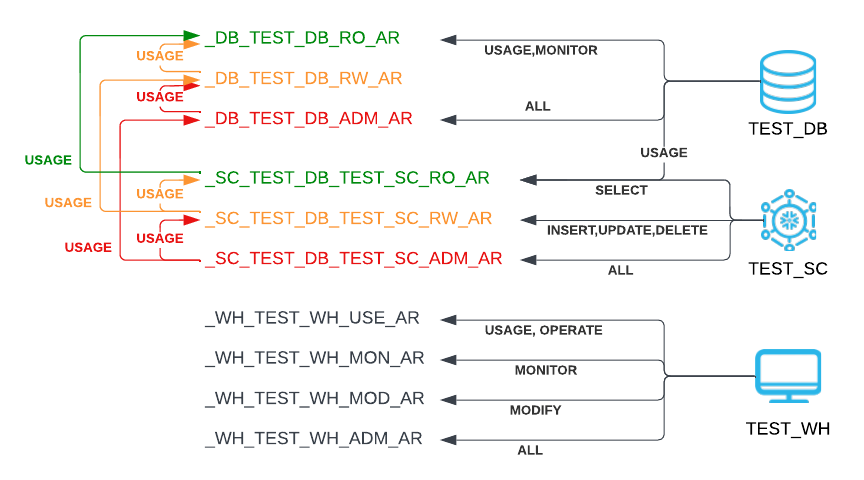 _DB_TEST_DB_RO_AR
USAGE
USAGE,MONITOR
_DB_TEST_DB_RW_AR
USAGE
ALL
_DB_TEST_DB_ADM_AR
TEST_DB
USAGE
USAGE
_SC_TEST_DB_TEST_SC_RO_AR
SELECT
USAGE
USAGE
_SC_TEST_DB_TEST_SC_RW_AR
INSERT,UPDATE,DELETE
USAGE
USAGE
_SC_TEST_DB_TEST_SC_ADM_AR
ALL
TEST_SC
_WH_TEST_WH_USE_AR
USAGE, OPERATE
_WH_TEST_WH_MON_AR
MONITOR
_WH_TEST_WH_MOD_AR
MODIFY
TEST_WH
_WH_TEST_WH_ADM_AR
ALL